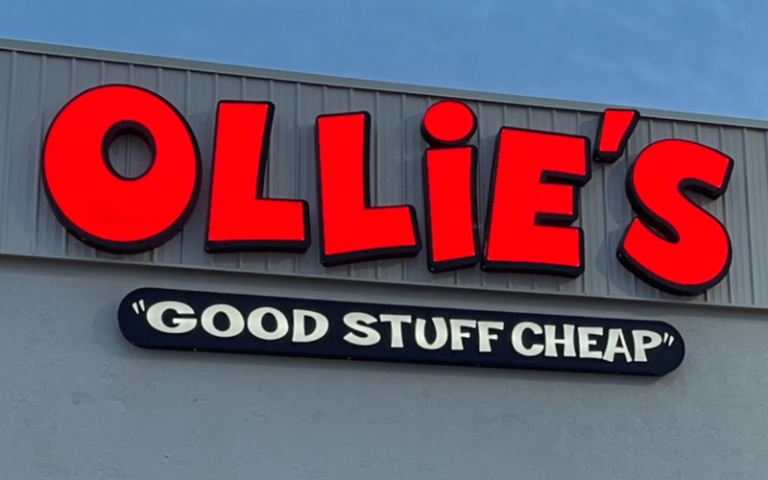 OLLiE'S
"GOOD STUFF CHEAP"